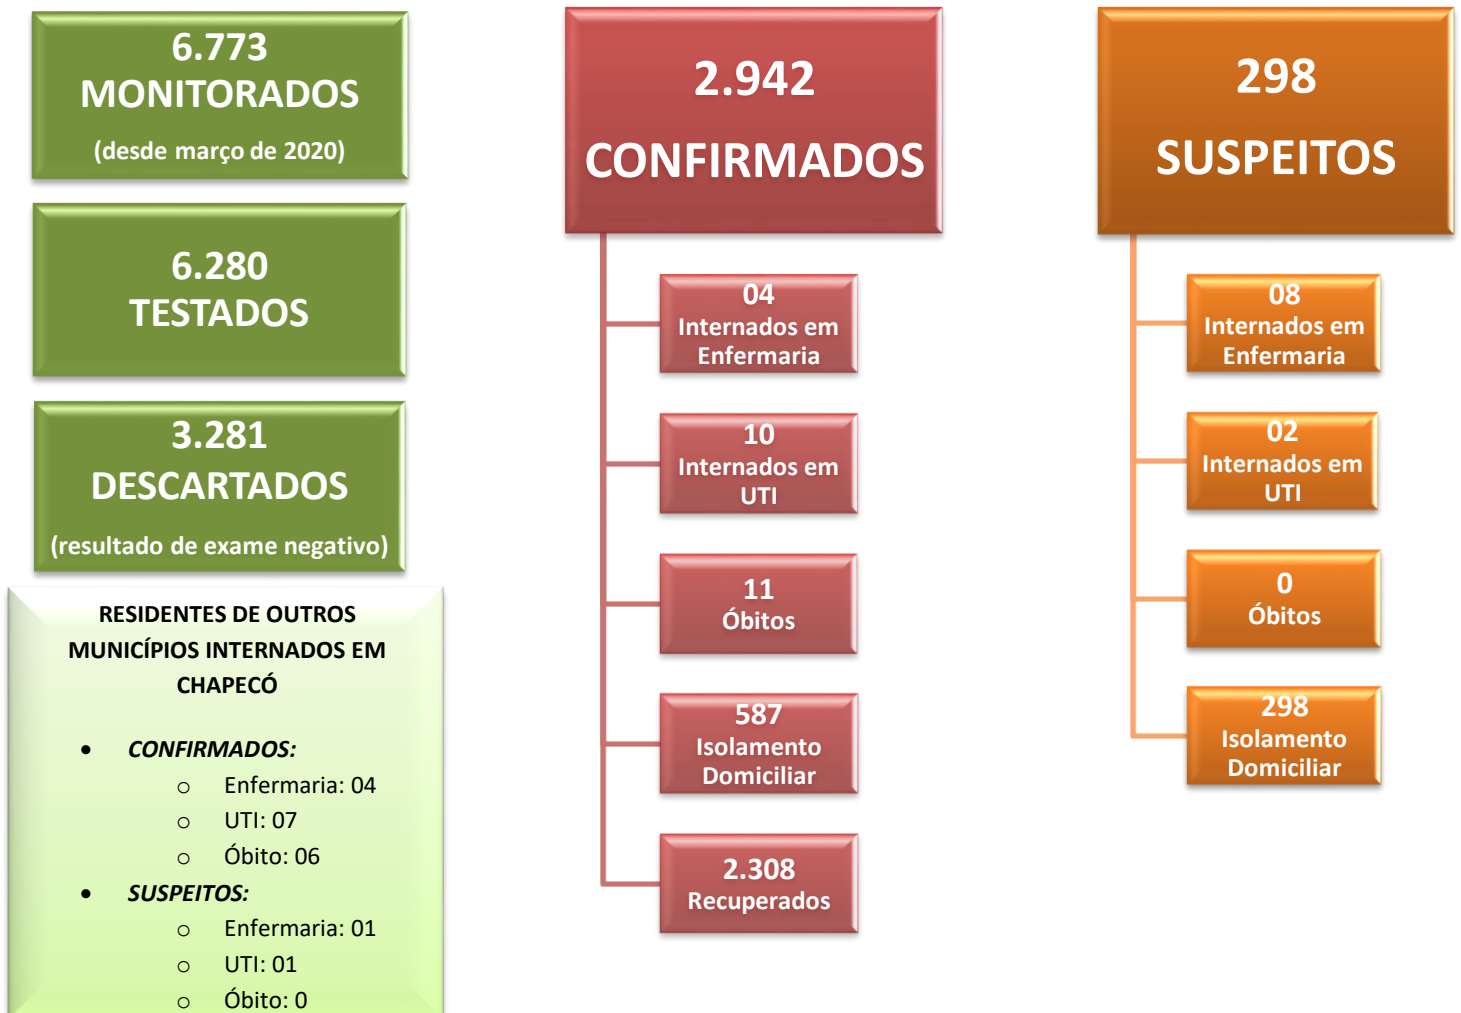 6.773
MONITORADOS
(desde março de 2020)
6.280
TESTADOS
3.281
DESCARTADOS
(resultado de exame negativo)
RESIDENTES DE OUTROS
MUNICÍPIOS INTERNADOS EM
CHAPECÓ
• CONFIRMADOS:
o Enfermaria: 04
o UTI: 07
o Óbito: 06
• SUSPEITOS:
o Enfermaria: 01
o UTI: 01
o Óbito: 0
2.942
CONFIRMADOS
04
Internados em
Enfermaria
10
Internados em
UTI
11
Óbitos
587
Isolamento
Domiciliar
2.308
Recuperados
298
SUSPEITOS
08
Internados em
Enfermaria
02
Internados em
UTI
0
Óbitos
298
Isolamento
Domiciliar